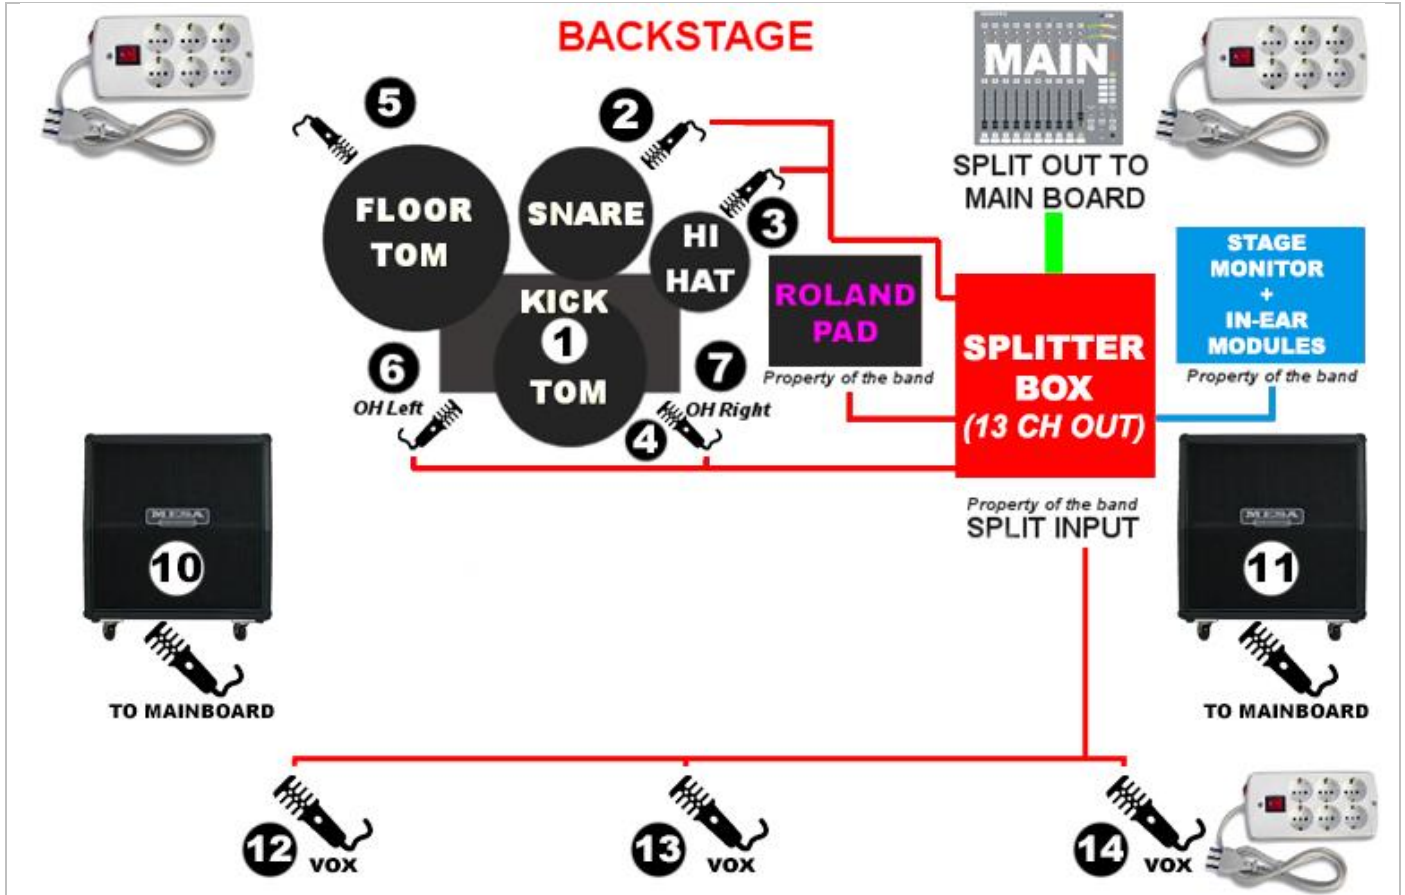 BACKSTAGE
MAIN
SPLIT OUT TO
MAIN BOARD
5
2
3
FLOOR
TOM
SNARE
HI
HAT
KICK
1
TOM
6
OH Left
7
OH Right
4
ROLAND
PAD
Property of the band
SPLITTER
BOX
(13 CH OUT)
Property of the band
SPLIT INPUT
STAGE
MONITOR
+
IN-EAR
MODULES
Property of the band
MESA
10
TO MAINBOARD
MESA
11
TO MAINBOARD
12
VOX
13
VOX
14
VOX